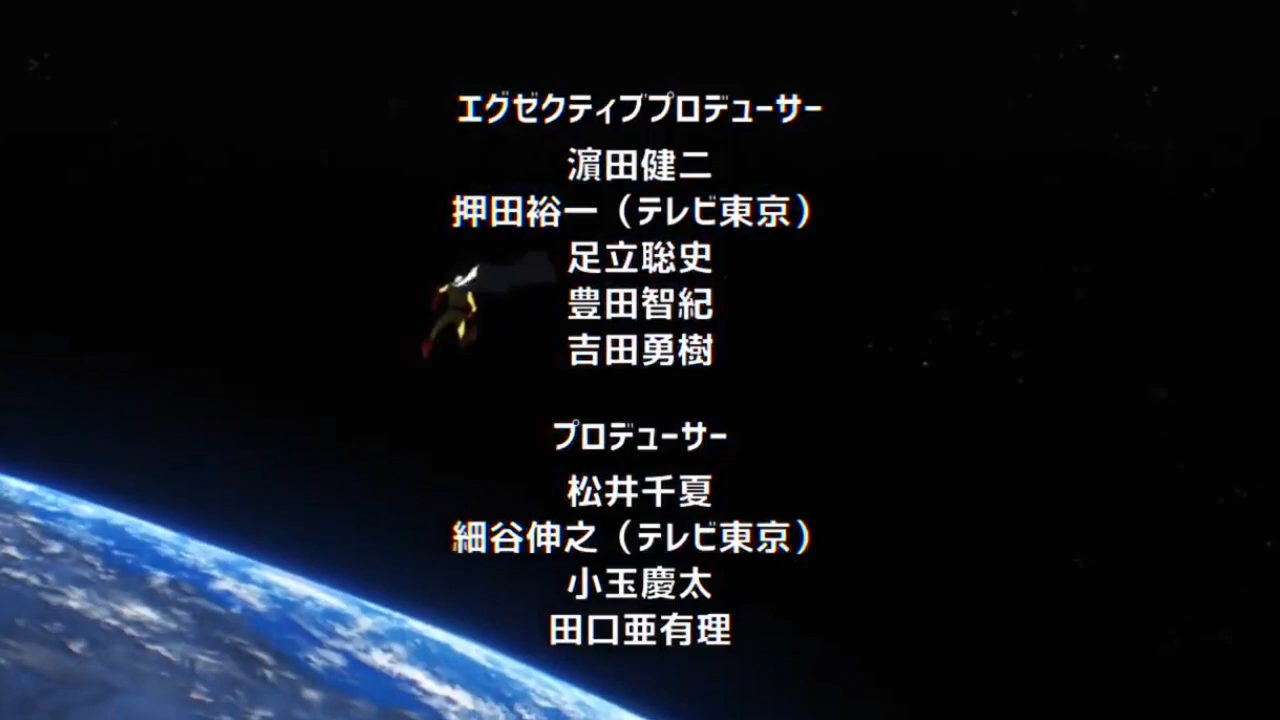 エグゼクティブプロデューサー
濵田健二
押田裕一（テレビ東京）
足立聡史
豊田智紀
吉田勇樹
プロデューサー
松井千夏
細谷伸之（テレビ東京）
小玉慶太
田口亜有理